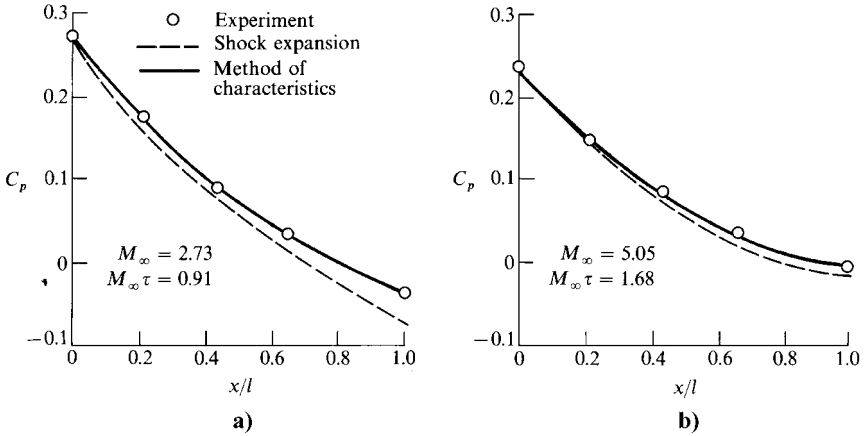 Experiment
Shock expansion
Method of
characteristics
0.3
0.2
0.1
0
−0.1
C_p
M_∞ = 2.73
M_∞ τ = 0.91
0 0.2 0.4 0.6 0.8 1.0
x/l
a)
0.3
0.2
0.1
0
−0.1
C_p
M_∞ = 5.05
M_∞ τ = 1.68
0 0.2 0.4 0.6 0.8 1.0
x/l
b)